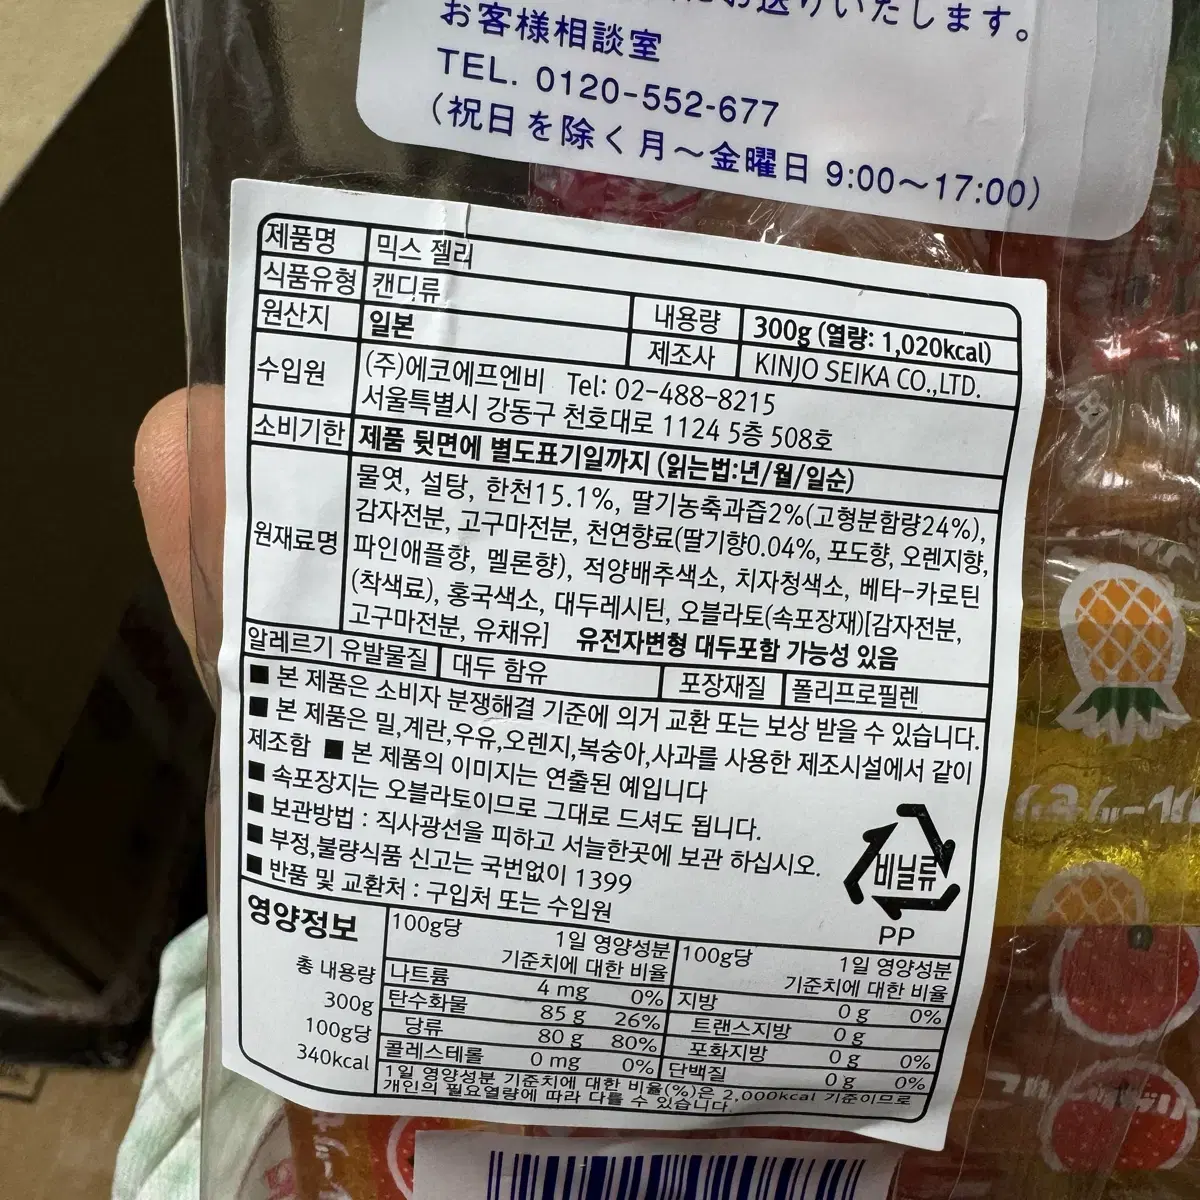 お送りいたします。
お客様相談室
TEL. 0120-552-677
(祝日を除く月～金曜日 9:00～17:00)
제품명 믹스 젤리
식품유형 캔디류 내용량 300g (열량: 1,020kcal)
원산지 일본 제조사 KINJO SEIKA CO.,LTD.
수입원 (주)에코에프엔비 Tel: 02-488-8215
서울특별시 강동구 천호대로 1124 5층 508호
소비기한 제품 뒷면에 별도표기일까지 (읽는법:년/월/일순)
원재료명 물엿, 설탕, 한천15.1%, 딸기농축과즙2%(고형분함량24%),
감자전분, 고구마전분, 천연향료(딸기향0.04%, 포도향, 오렌지향,
파인애플향, 멜론향), 적양배추색소, 치자청색소, 베타-카로틴
(착색료), 홍국색소, 대두레시틴, 오블라토(속포장재)[감자전분,
고구마전분, 유채유] 유전자변형 대두포함 가능성 있음
알레르기 유발물질 대두 함유 포장재질 폴리프로필렌
■ 본 제품은 소비자 분쟁해결 기준에 의거 교환 또는 보상 받을 수 있습니다.
■ 본 제품은 밀,계란,우유,오렌지,복숭아,사과를 사용한 제조시설에서 같이
제조함 ■ 본 제품의 이미지는 연출된 예입니다
■ 속포장지는 오블라토이므로 그대로 드셔도 됩니다.
■ 보관방법 : 직사광선을 피하고 서늘한곳에 보관 하십시오.
■ 부정,불량식품 신고는 국번없이 1399
■ 반품 및 교환처 : 구입처 또는 수입원
비닐류
PP
영양정보
총 내용량
300g
100g당
340kcal
100g당 1일 영양성분
기준치에 대한 비율
100g당 1일 영양성분
기준치에 대한 비율
나트륨 4 mg 0% 지방 0 g 0%
탄수화물 85 g 26% 트랜스지방 0 g
당류 80 g 80% 포화지방 0 g 0%
콜레스테롤 0 mg 0% 단백질 0 g 0%
1일 영양성분 기준치에 대한 비율(%)은 2,000kcal 기준이므로
개인의 필요열량에 따라 다를 수 있습니다.